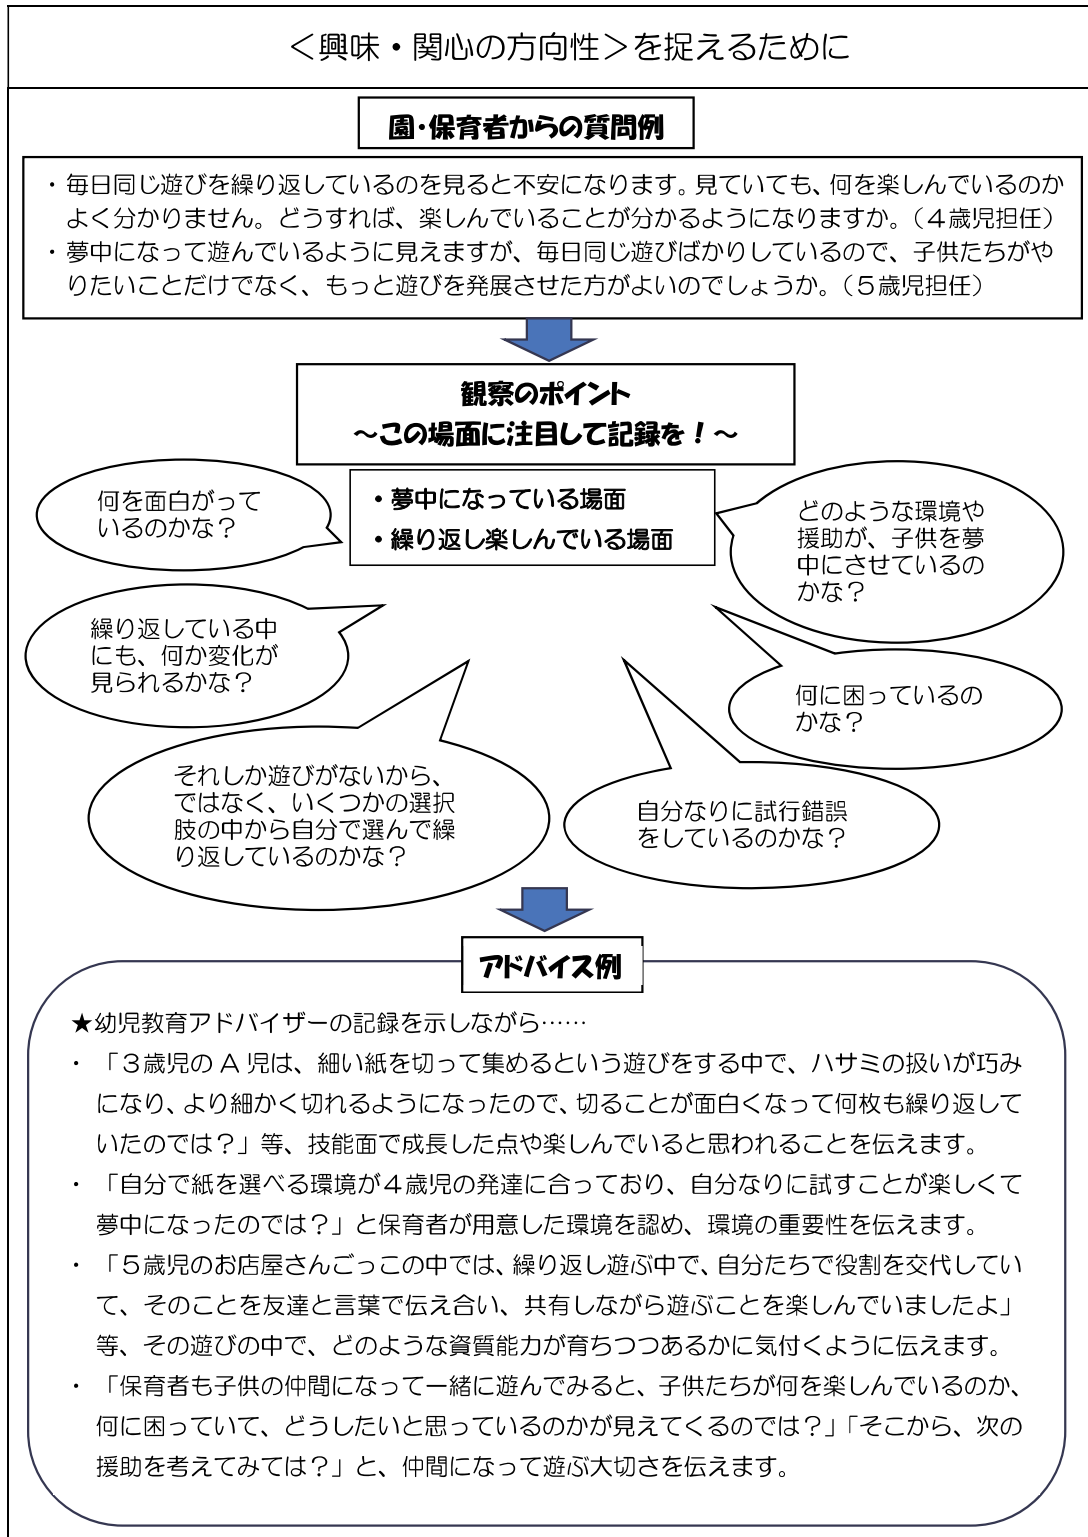 ＜興味・関心の方向性＞を捉えるために
園・保育者からの質問例
・毎日同じ遊びを繰り返しているのを見ると不安になります。見ていても、何を楽しんでいるのか
よく分かりません。どうすれば、楽しんでいることが分かるようになりますか。（４歳児担任）
・夢中になって遊んでいるように見えますが、毎日同じ遊びばかりしているので、子供たちがや
りたいことだけでなく、もっと遊びを発展させた方がよいのでしょうか。（５歳児担任）
観察のポイント
～この場面に注目して記録を！～
・夢中になっている場面
・繰り返し楽しんでいる場面
何を面白がって
いるのかな？
どのような環境や
援助が、子供を夢
中にさせているの
かな？
繰り返している中
にも、何か変化が
見られるかな？
何に困っているの
かな？
それしか遊びがないから、
ではなく、いくつかの選択
肢の中から自分で選んで繰
り返しているのかな？
自分なりに試行錯誤
をしているのかな？
アドバイス例
★幼児教育アドバイザーの記録を示しながら……
・「３歳児の A 児は、細い紙を切って集めるという遊びをする中で、ハサミの扱いが巧み
になり、より細かく切れるようになったので、切ることが面白くなって何枚も繰り返して
いたのでは？」等、技能面で成長した点や楽しんでいると思われることを伝えます。
・「自分で紙を選べる環境が４歳児の発達に合っており、自分なりに試すことが楽しくて
夢中になったのでは？」と保育者が用意した環境を認め、環境の重要性を伝えます。
・「５歳児のお店屋さんごっこの中では、繰り返し遊ぶ中で、自分たちで役割を交代してい
て、そのことを友達と言葉で伝え合い、共有しながら遊ぶことを楽しんでいましたよ」
等、その遊びの中で、どのような資質能力が育ちつつあるかに気付くように伝えます。
・「保育者も子供の仲間になって一緒に遊んでみると、子供たちが何を楽しんでいるのか、
何に困っていて、どうしたいと思っているのかが見えてくるのでは？」「そこから、次の
援助を考えてみては？」と、仲間になって遊ぶ大切さを伝えます。